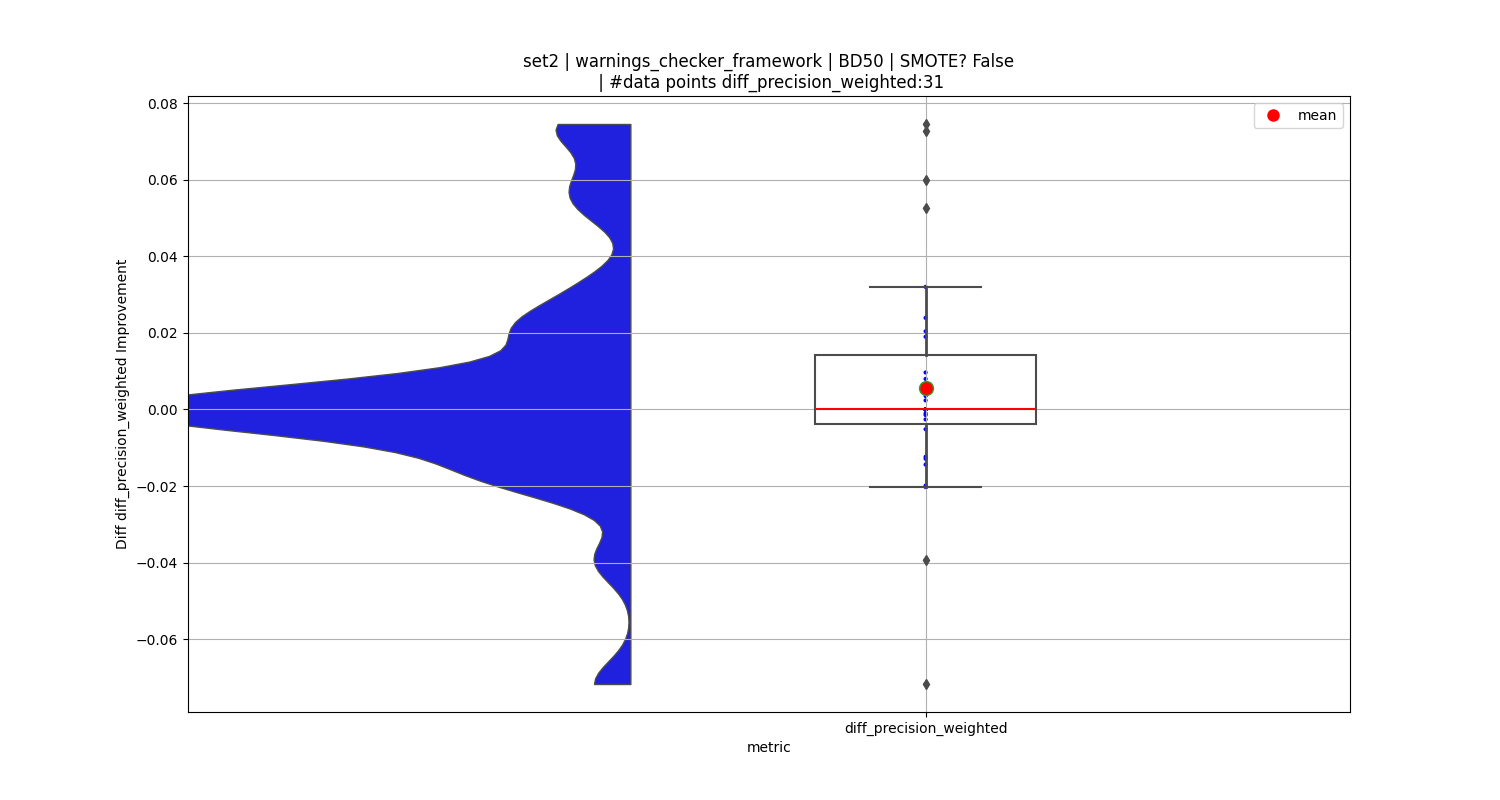 set2 | warnings_checker_framework | BD50 | SMOTE? False
| #data points diff_precision_weighted:31
mean
0.08
0.06
0.04
0.02
0.00
−0.02
−0.04
−0.06
Diff diff_precision_weighted Improvement
diff_precision_weighted
metric